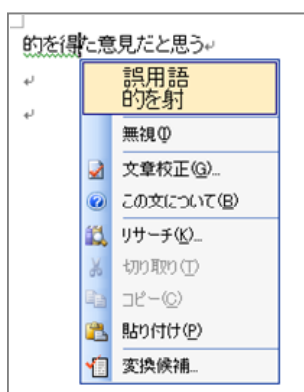 的を得た意見だと思う↵
↵
↵
誤用語
的を射
無視(I)
文章校正(G)...
この文について(B)
リサーチ(K)...
切り取り(T)
コピー(C)
貼り付け(P)
変換候補...